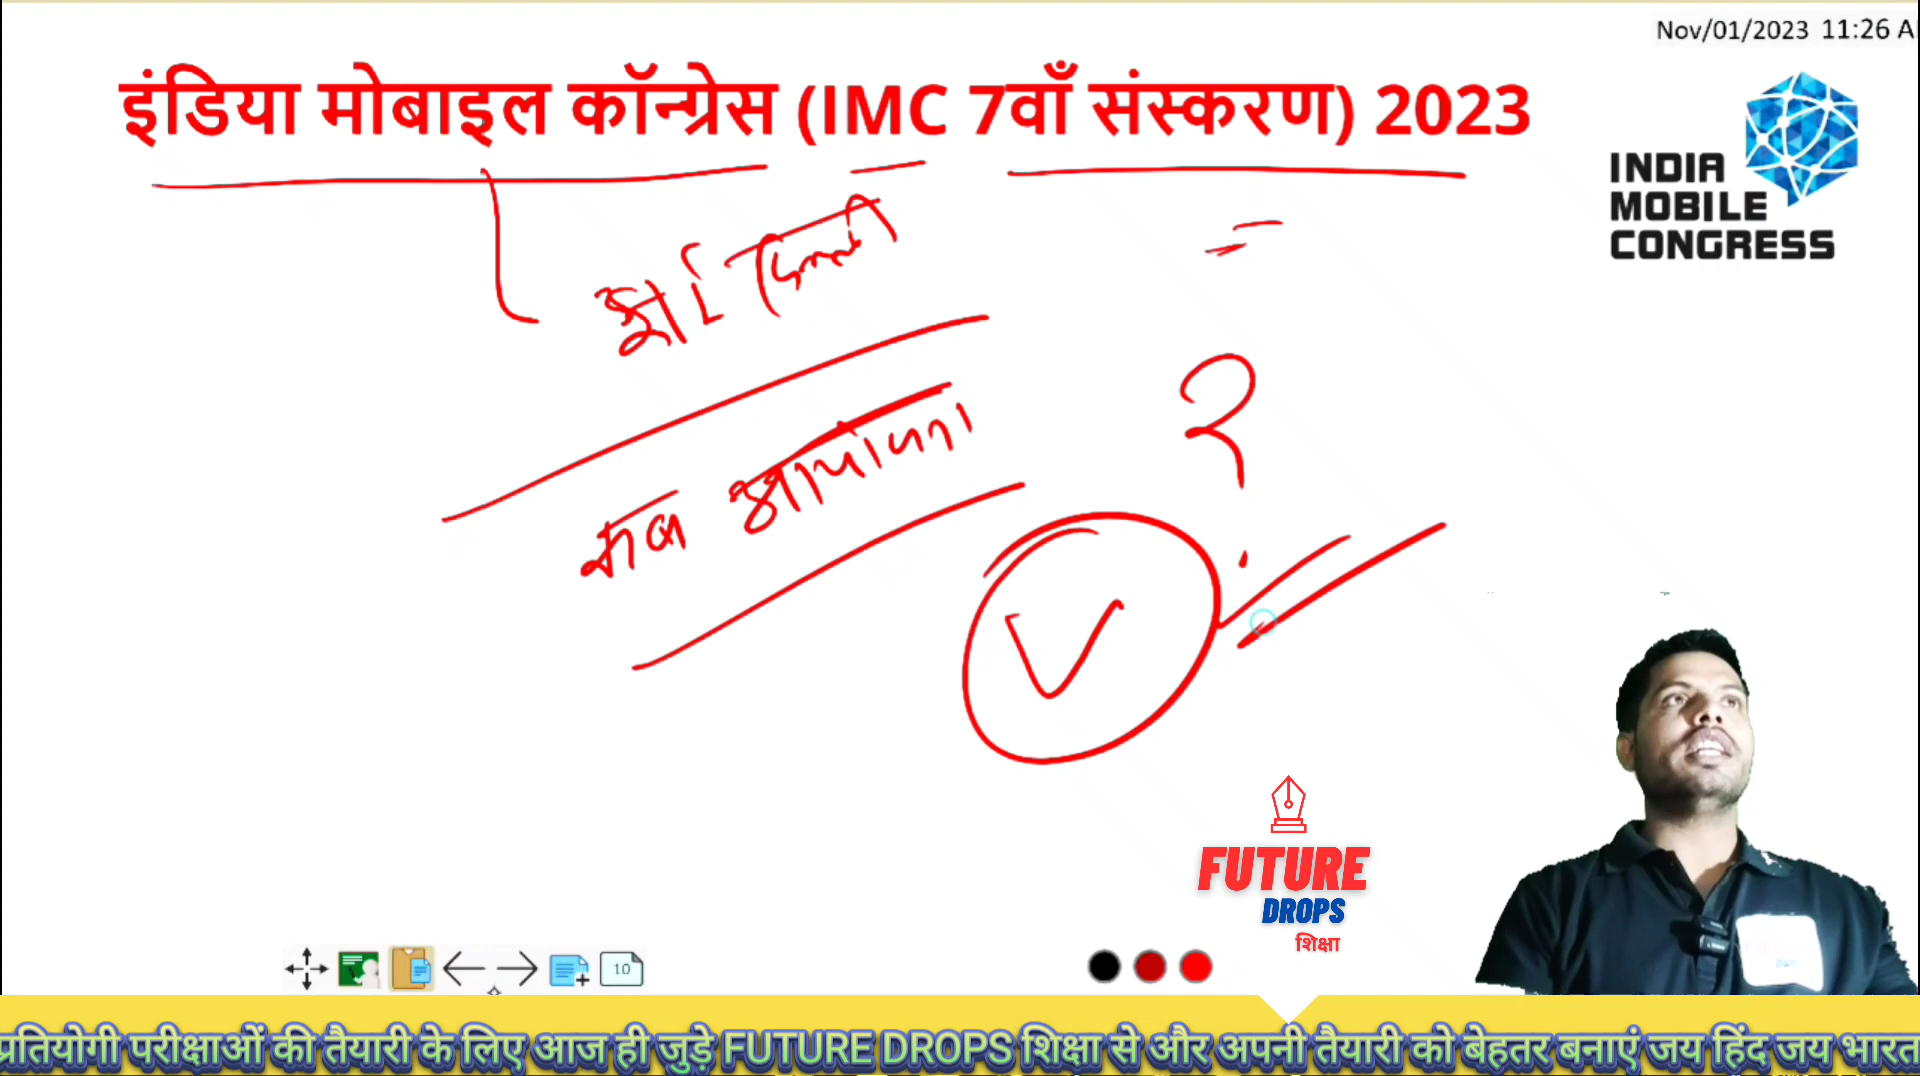 Nov/01/2023 11:26 A
इंडिया मोबाइल कॉन्ग्रेस (IMC 7वाँ संस्करण) 2023
INDIA
MOBILE
CONGRESS
?
FUTURE
DROPS
शिक्षा
10
प्रतियोगी परीक्षाओं की तैयारी के लिए आज ही जुड़े FUTURE DROPS शिक्षा से और अपनी तैयारी को बेहतर बनाएं जय हिंद जय भारत